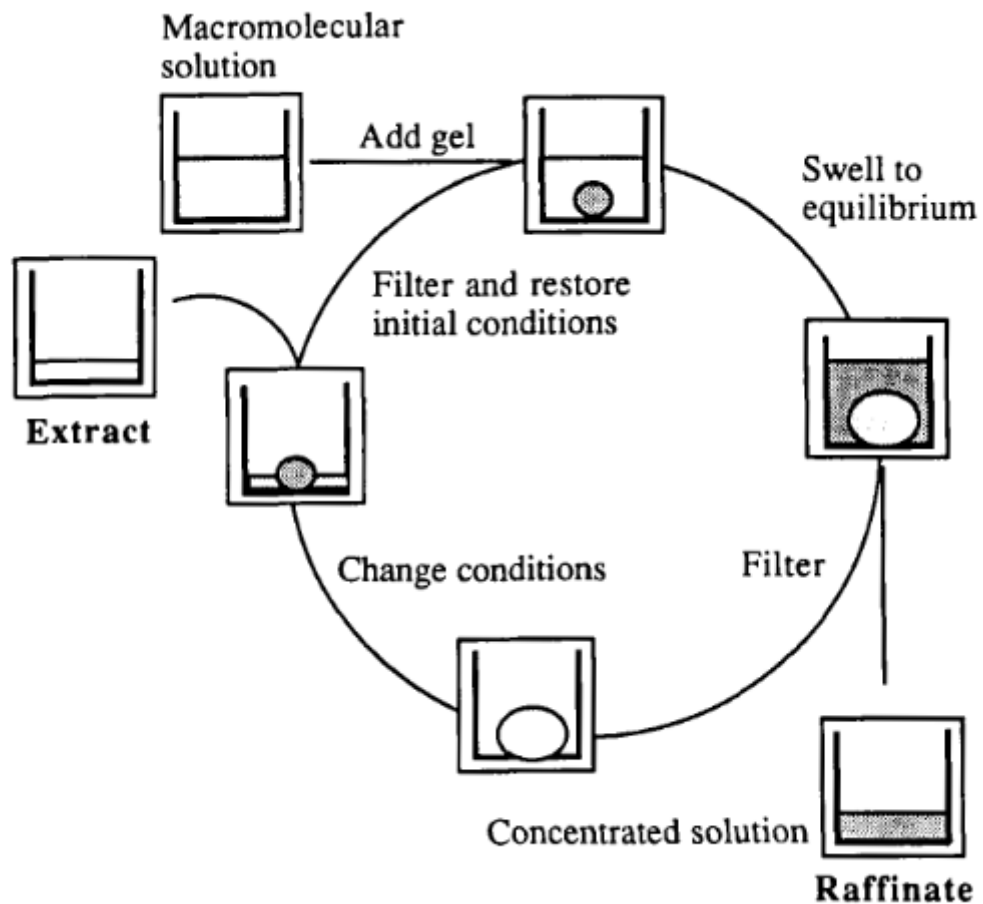 Macromolecular
solution
Add gel
Swell to
equilibrium
Filter and restore
initial conditions
Extract
Change conditions
Filter
Concentrated solution
Raffinate